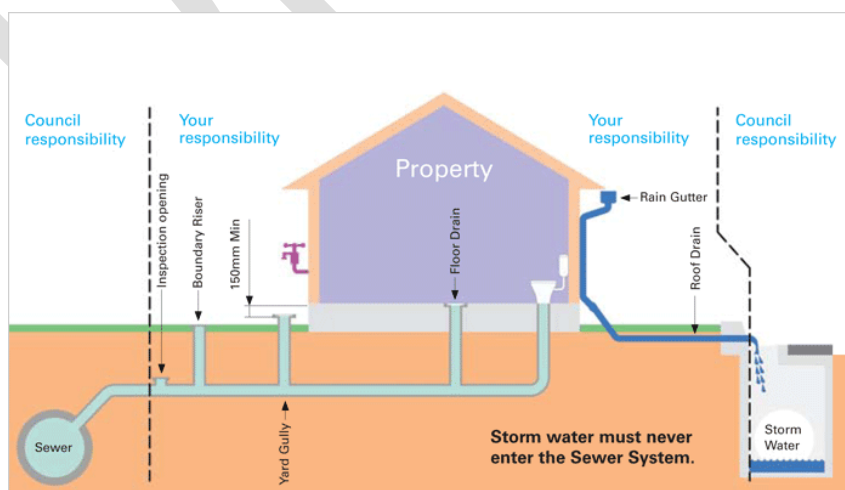 Council
responsibility
Your
responsibility
Your
responsibility
Council
responsibility
Property
Inspection opening
Boundary Riser
150mm Min
Floor Drain
Rain Gutter
Roof Drain
Yard Gully
Sewer
Storm water must never
enter the Sewer System.
Storm
Water